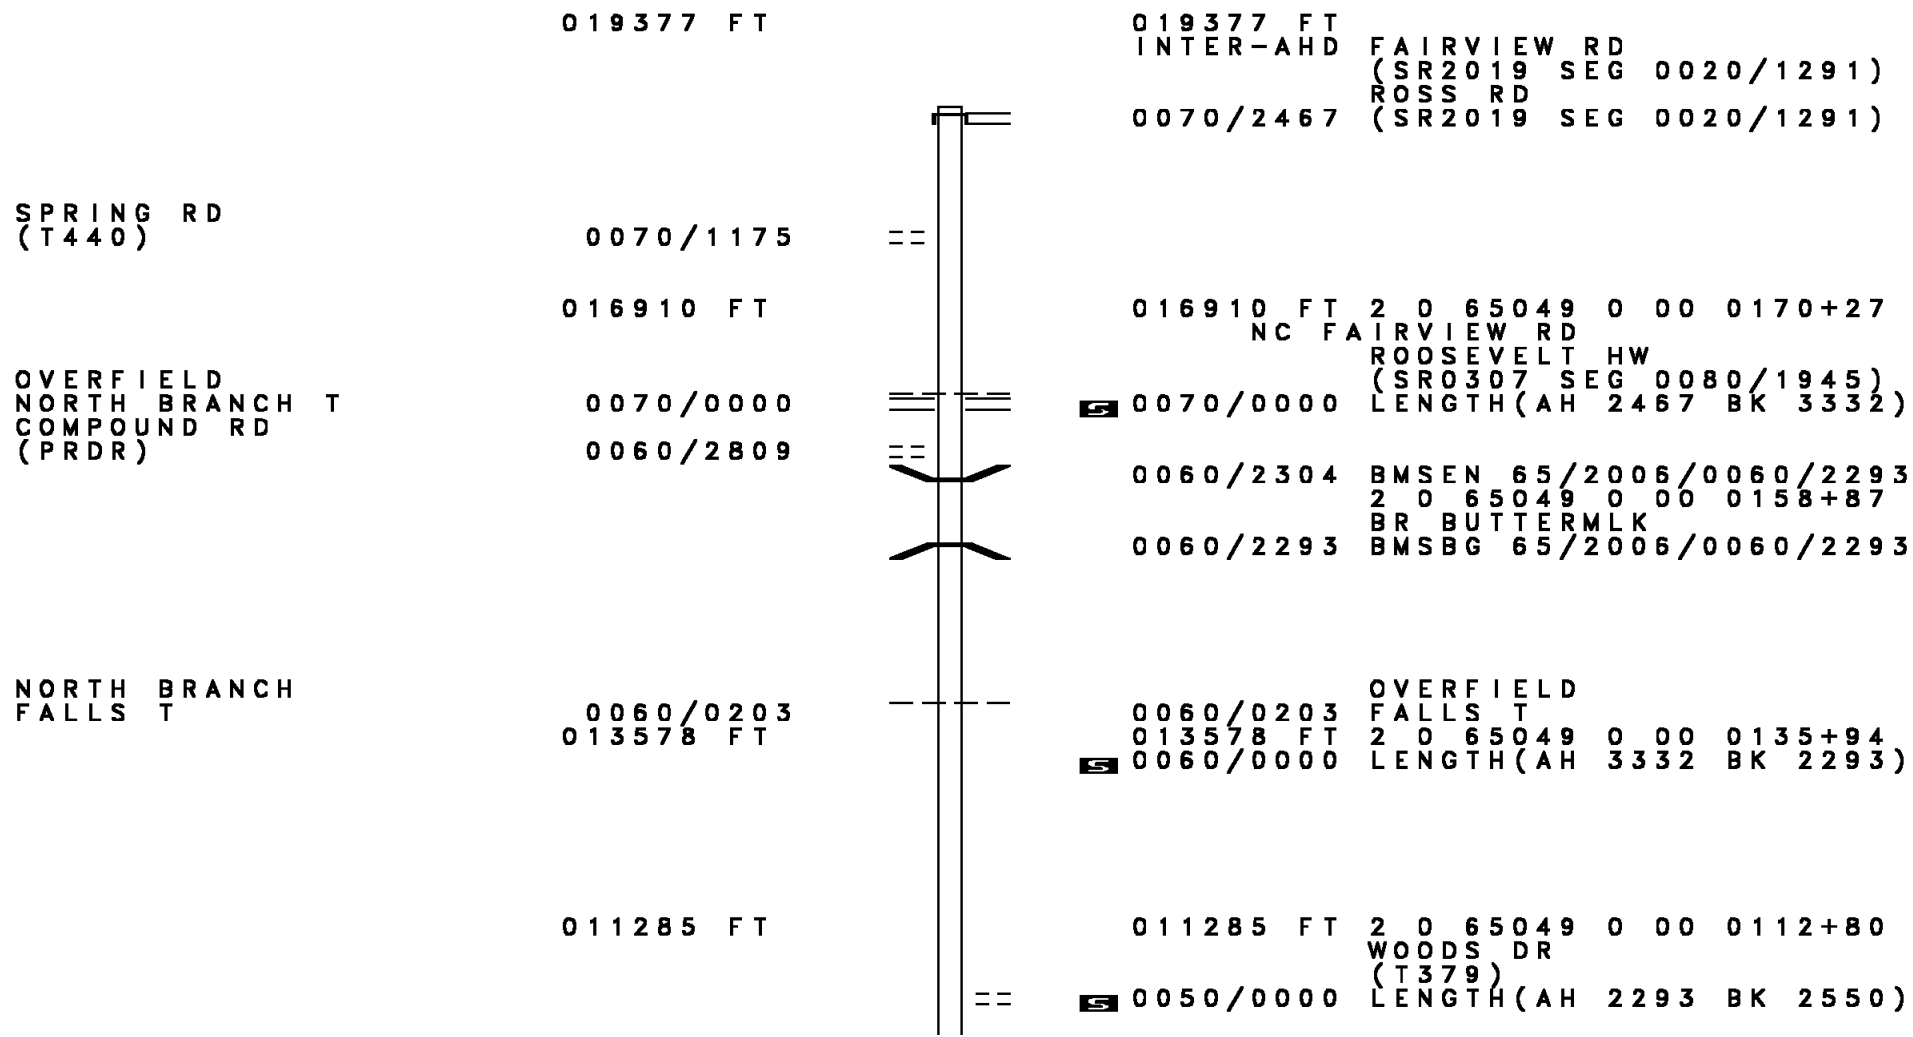 019377 FT 019377 FT
INTER-AHD FAIRVIEW RD
(SR2019 SEG 0020/1291)
ROSS RD
0070/2467 (SR2019 SEG 0020/1291)
SPRING RD
(T440) 0070/1175
016910 FT 016910 FT 2 0 65049 0 00 0170+27
NC FAIRVIEW RD
ROOSEVELT HW
OVERFIELD (SR0307 SEG 0080/1945)
NORTH BRANCH T 0070/0000 S 0070/0000 LENGTH(AH 2467 BK 3332)
COMPOUND RD
(PRDR) 0060/2809
0060/2304 BMSEN 65/2006/0060/2293
2 0 65049 0 00 0158+87
BR BUTTERMLK
0060/2293 BMSBG 65/2006/0060/2293
NORTH BRANCH OVERFIELD
FALLS T 0060/0203 0060/0203 FALLS T
013578 FT 013578 FT 2 0 65049 0 00 0135+94
S 0060/0000 LENGTH(AH 3332 BK 2293)
011285 FT 011285 FT 2 0 65049 0 00 0112+80
WOODS DR
(T379)
S 0050/0000 LENGTH(AH 2293 BK 2550)